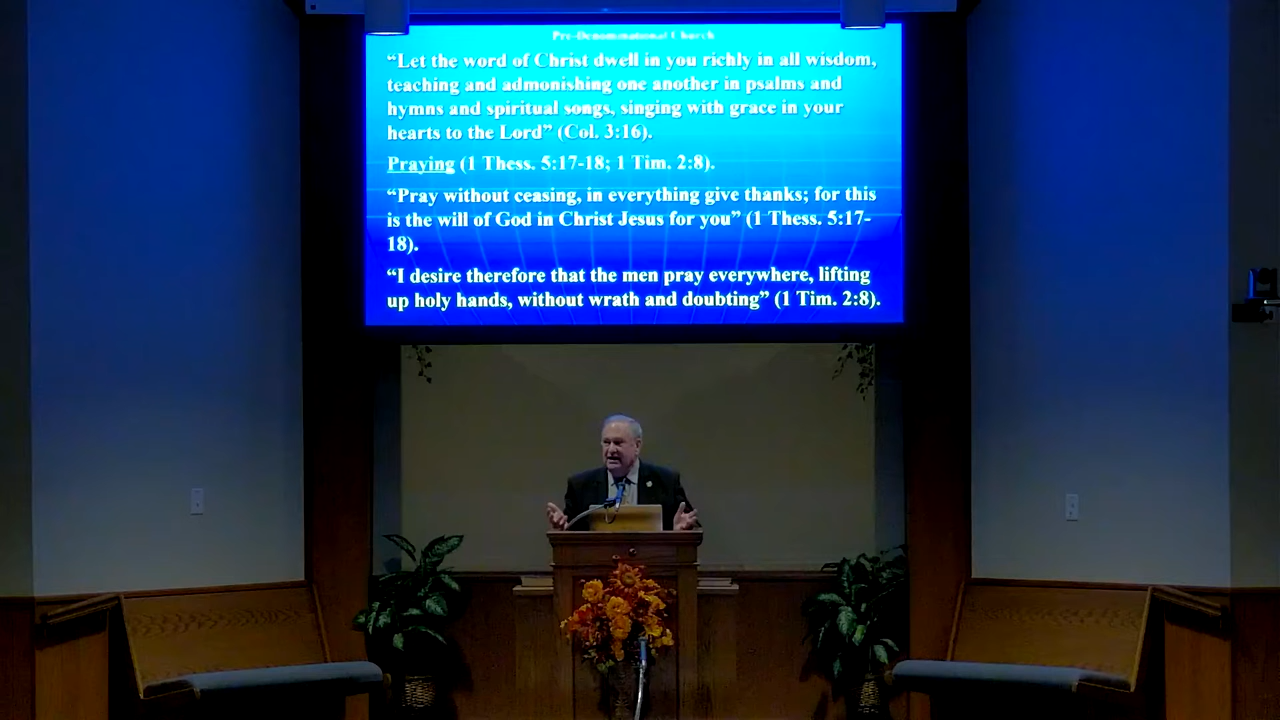 Pre-Denominational Church
“Let the word of Christ dwell in you richly in all wisdom,
teaching and admonishing one another in psalms and
hymns and spiritual songs, singing with grace in your
hearts to the Lord” (Col. 3:16).
Praying (1 Thess. 5:17-18; 1 Tim. 2:8).
“Pray without ceasing, in everything give thanks; for this
is the will of God in Christ Jesus for you” (1 Thess. 5:17-
18).
“I desire therefore that the men pray everywhere, lifting
up holy hands, without wrath and doubting” (1 Tim. 2:8).